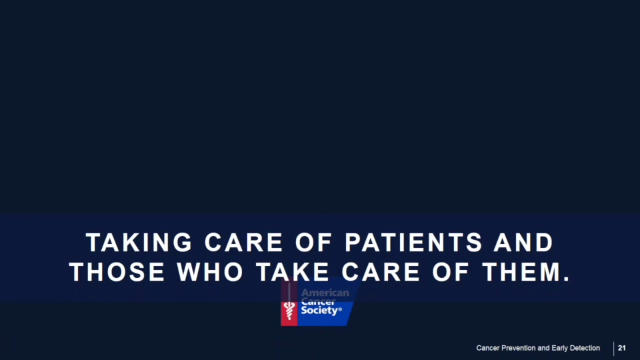 TAKING CARE OF PATIENTS AND
THOSE WHO TAKE CARE OF THEM.
American
Cancer
Society®
Cancer Prevention and Early Detection 21